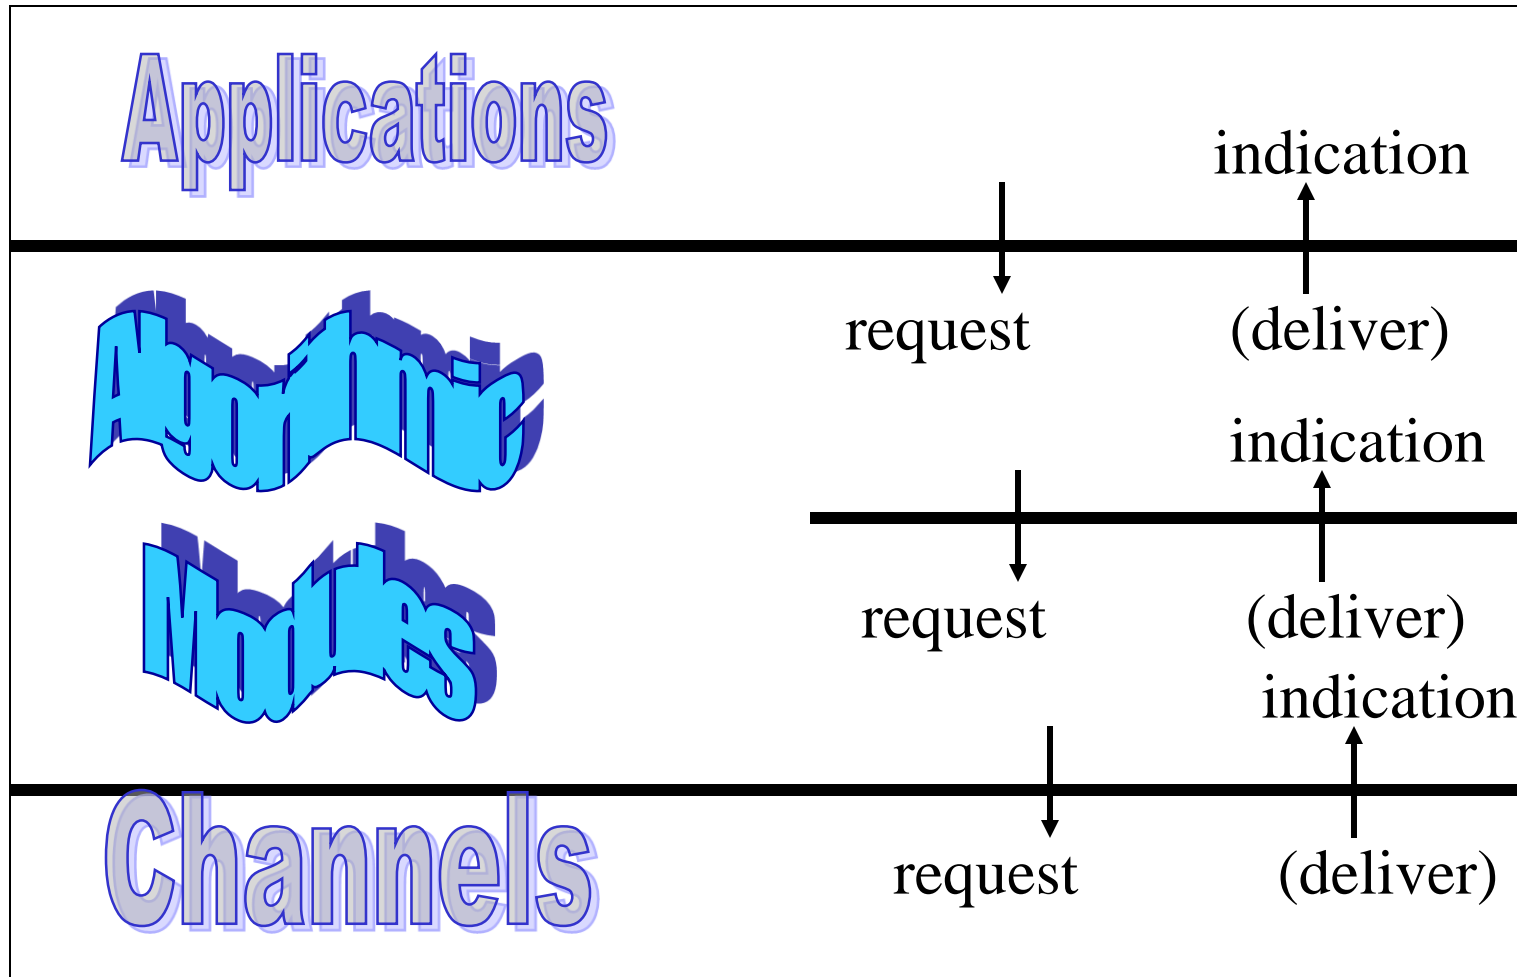 Applications
indication
request (deliver)
Algorithmic
indication
Modules
request (deliver)
indication
Channels
request (deliver)